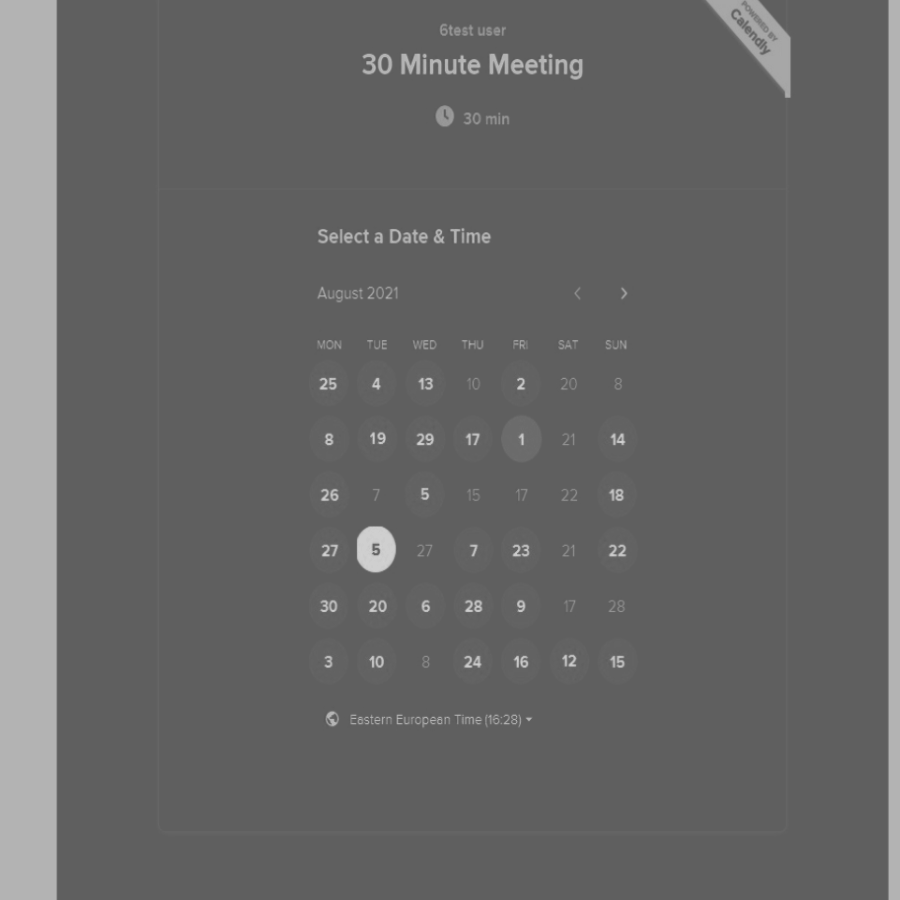 6test user
POWERED BY
Calendly
30 Minute Meeting
30 min
Select a Date & Time
August 2021
MON TUE WED THU FRI SAT SUN
25 4 13 10 2 20 8
8 19 29 17 1 21 14
26 7 5 15 17 22 18
27 5 27 7 23 21 22
30 20 6 28 9 17 28
3 10 8 24 16 12 15
Eastern European Time (16:28)